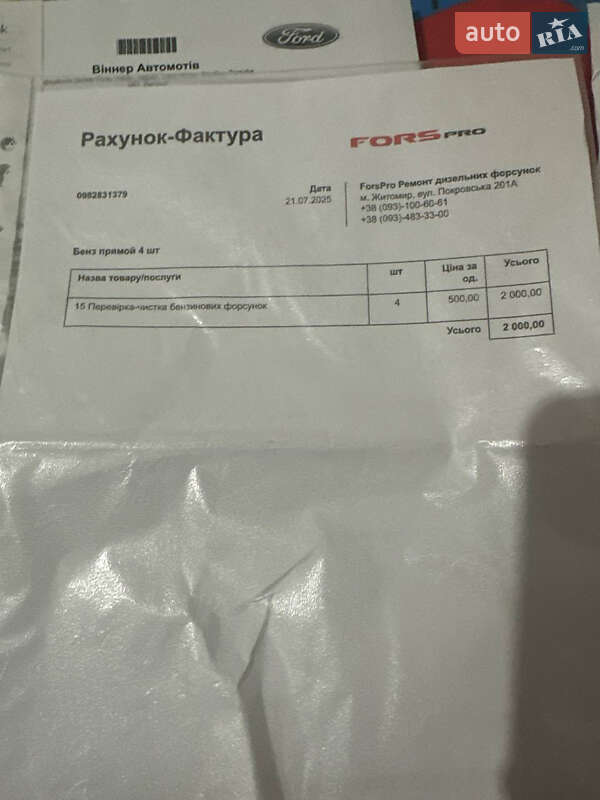 auto RIA .com
Ford
Віннер Автомотів
Рахунок-Фактура
FORS PRO
0982831379
Дата
21.07.2025
ForsPro Ремонт дизельних форсунок
м. Житомир, вул. Покровська 201А
+38 (093)-100-60-61
+38 (093)-483-33-00
Бенз прямой 4 шт
Назва товару/послуги шт Ціна за од. Усього
15 Перевірка-чистка бензинових форсунок 4 500,00 2 000,00
Усього 2 000,00